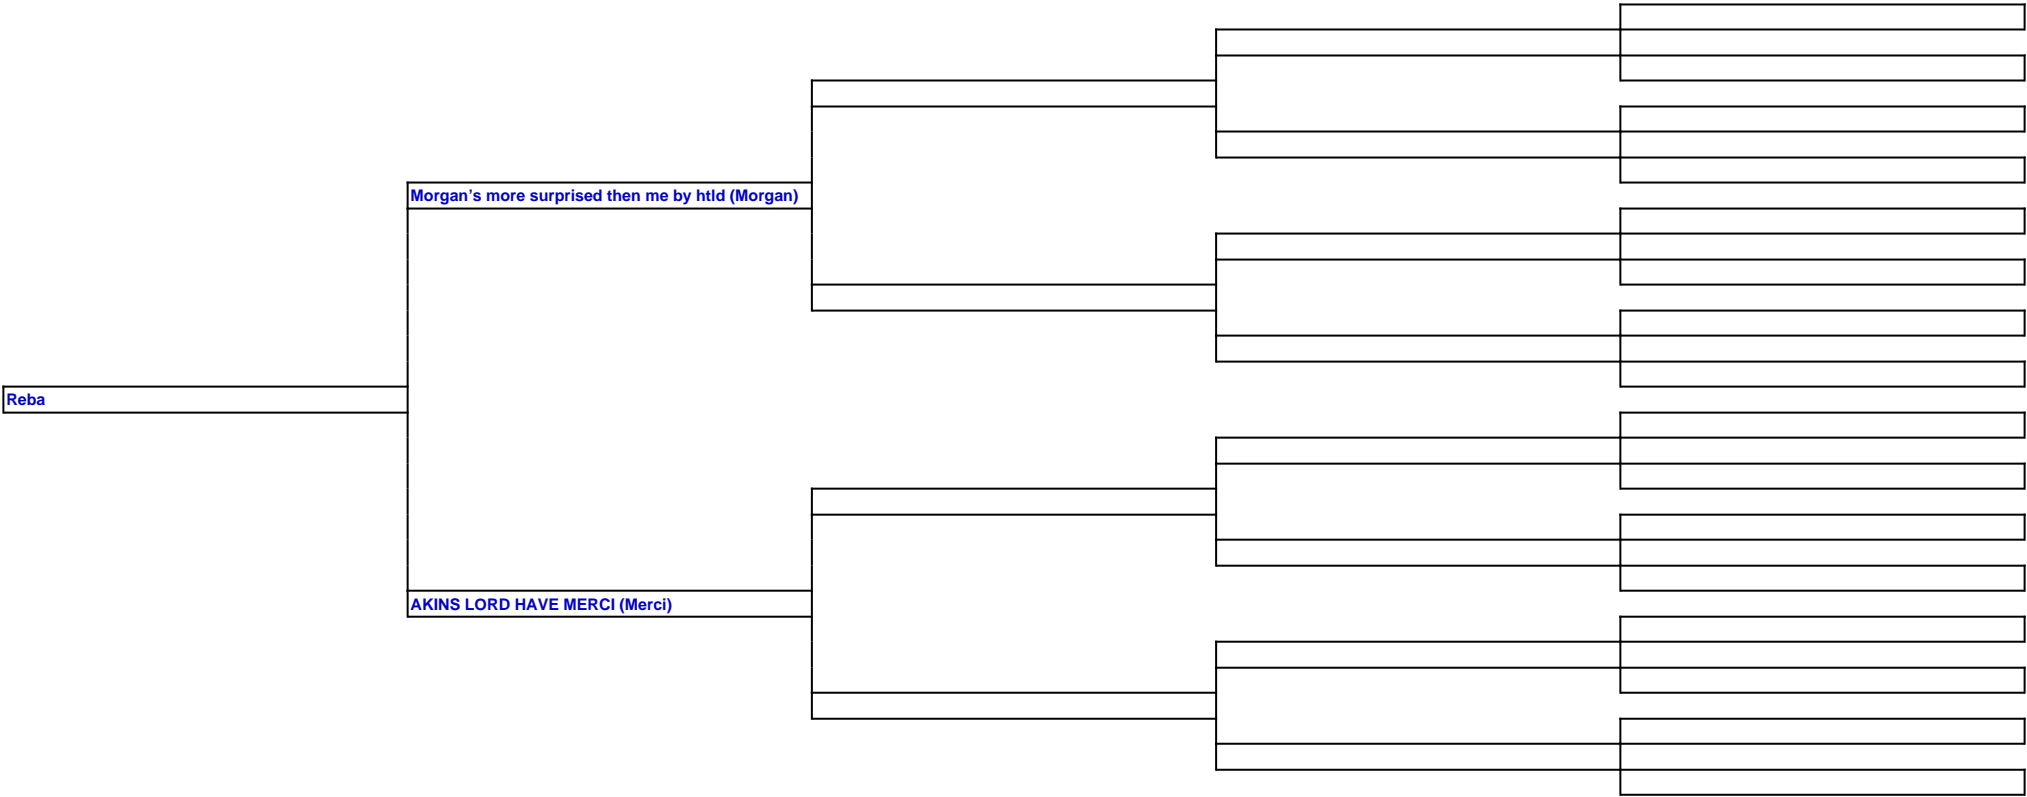 Morgan’s more surprised then me by htld (Morgan)
Reba
AKINS LORD HAVE MERCI (Merci)